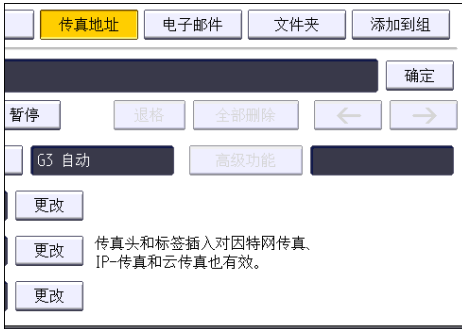 传真地址 电子邮件 文件夹 添加到组
确定
暂停 退格 全部删除 ← →
G3 自动 高级功能
更改
更改 传真头和标签插入对因特网传真、
IP-传真和云传真也有效。
更改